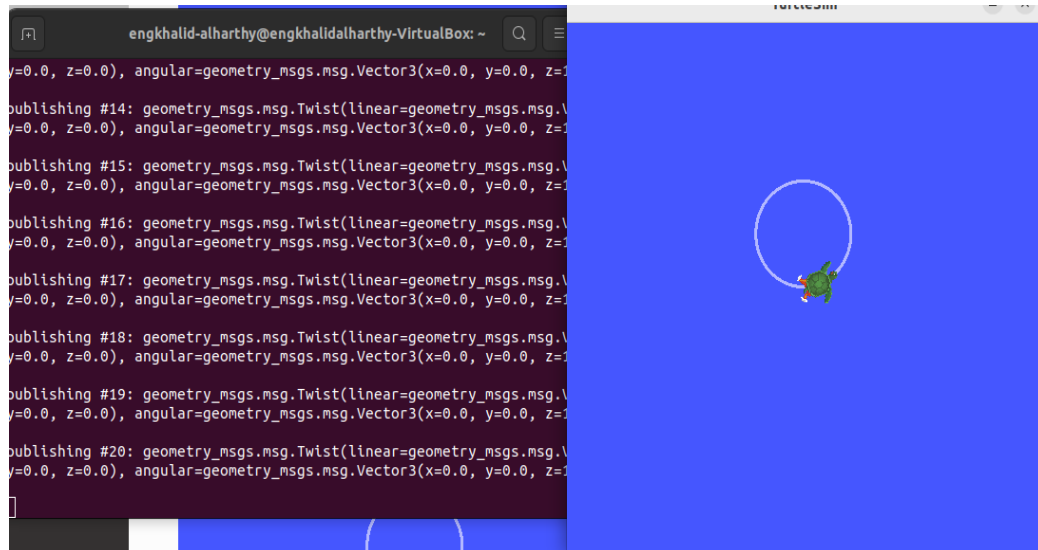 engkhalid-alharthy@engkhalidalharthy-VirtualBox: ~
TurtleSim
y=0.0, z=0.0), angular=geometry_msgs.msg.Vector3(x=0.0, y=0.0, z=1
publishing #14: geometry_msgs.msg.Twist(linear=geometry_msgs.msg.V
y=0.0, z=0.0), angular=geometry_msgs.msg.Vector3(x=0.0, y=0.0, z=1
publishing #15: geometry_msgs.msg.Twist(linear=geometry_msgs.msg.V
y=0.0, z=0.0), angular=geometry_msgs.msg.Vector3(x=0.0, y=0.0, z=1
publishing #16: geometry_msgs.msg.Twist(linear=geometry_msgs.msg.V
y=0.0, z=0.0), angular=geometry_msgs.msg.Vector3(x=0.0, y=0.0, z=1
publishing #17: geometry_msgs.msg.Twist(linear=geometry_msgs.msg.V
y=0.0, z=0.0), angular=geometry_msgs.msg.Vector3(x=0.0, y=0.0, z=1
publishing #18: geometry_msgs.msg.Twist(linear=geometry_msgs.msg.V
y=0.0, z=0.0), angular=geometry_msgs.msg.Vector3(x=0.0, y=0.0, z=1
publishing #19: geometry_msgs.msg.Twist(linear=geometry_msgs.msg.V
y=0.0, z=0.0), angular=geometry_msgs.msg.Vector3(x=0.0, y=0.0, z=1
publishing #20: geometry_msgs.msg.Twist(linear=geometry_msgs.msg.V
y=0.0, z=0.0), angular=geometry_msgs.msg.Vector3(x=0.0, y=0.0, z=1